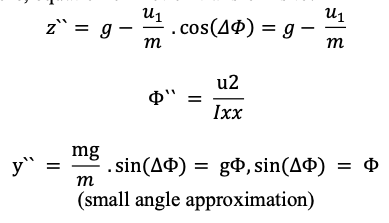 z`` = g − u₁/m . cos(ΔΦ) = g − u₁/m
Φ`` = u2/Ixx
y`` = mg/m . sin(ΔΦ) = gΦ, sin(ΔΦ) = Φ
(small angle approximation)